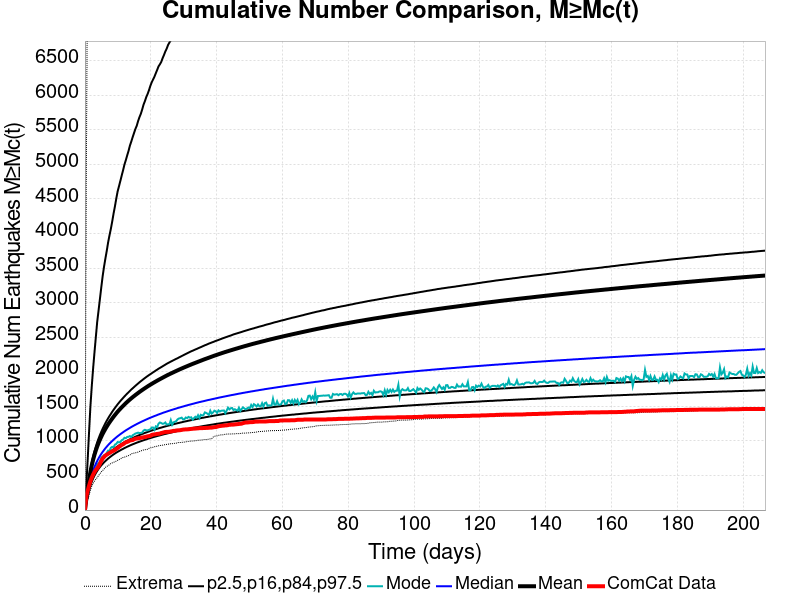 Cumulative Number Comparison, M≥Mc(t)
Cumulative Num Earthquakes M≥Mc(t)
6500
6000
5500
5000
4500
4000
3500
3000
2500
2000
1500
1000
500
0
0 20 40 60 80 100 120 140 160 180 200
Time (days)
Extrema p2.5,p16,p84,p97.5 Mode Median Mean ComCat Data